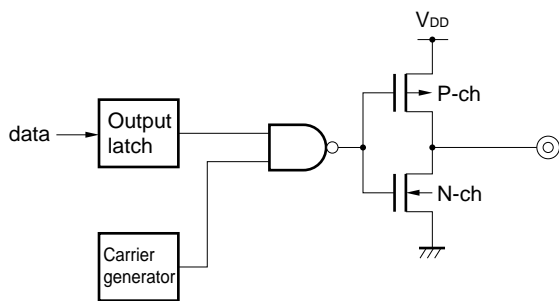 VDD
P-ch
data
Output
latch
N-ch
Carrier
generator